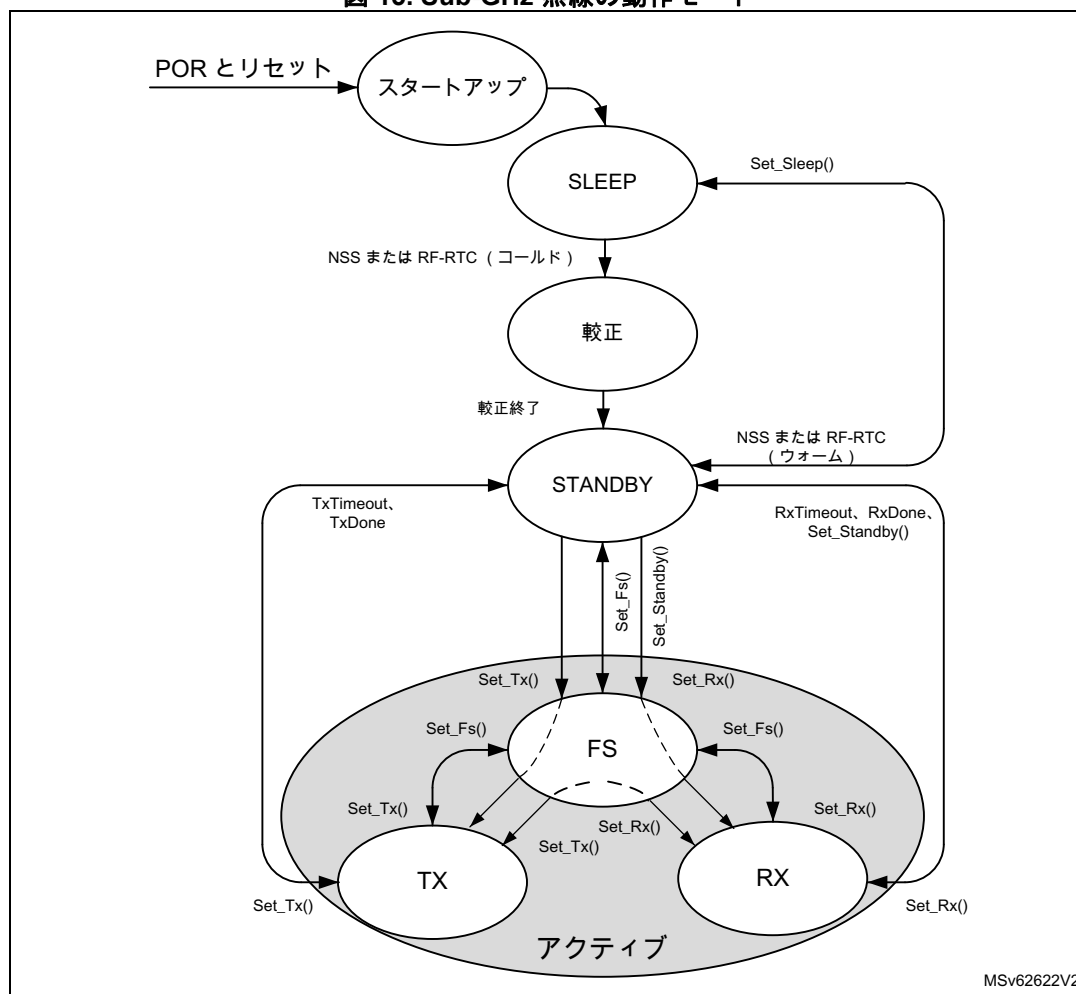 POR とリセット
スタートアップ
SLEEP
Set_Sleep()
NSS または RF-RTC （コールド）
較正
較正終了
NSS または RF-RTC
（ウォーム）
STANDBY
TxTimeout、
TxDone
RxTimeout、RxDone、
Set_Standby()
Set_Fs()
Set_Standby()
Set_Tx()
Set_Rx()
Set_Fs()
FS
Set_Fs()
Set_Tx()
Set_Rx()
Set_Rx()
Set_Tx()
TX
RX
Set_Tx()
Set_Rx()
アクティブ
MSv62622V2